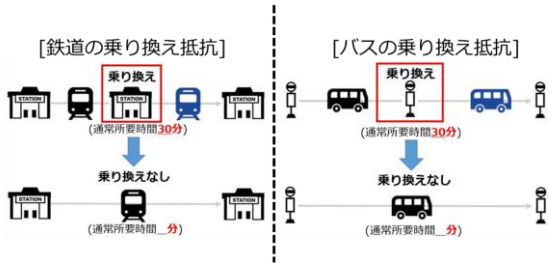 [鉄道の乗り換え抵抗]
乗り換え
STATION
STATION
STATION
(通常所要時間30分)
乗り換えなし
STATION
STATION
(通常所要時間__分)
[バスの乗り換え抵抗]
乗り換え
(通常所要時間30分)
乗り換えなし
(通常所要時間__分)